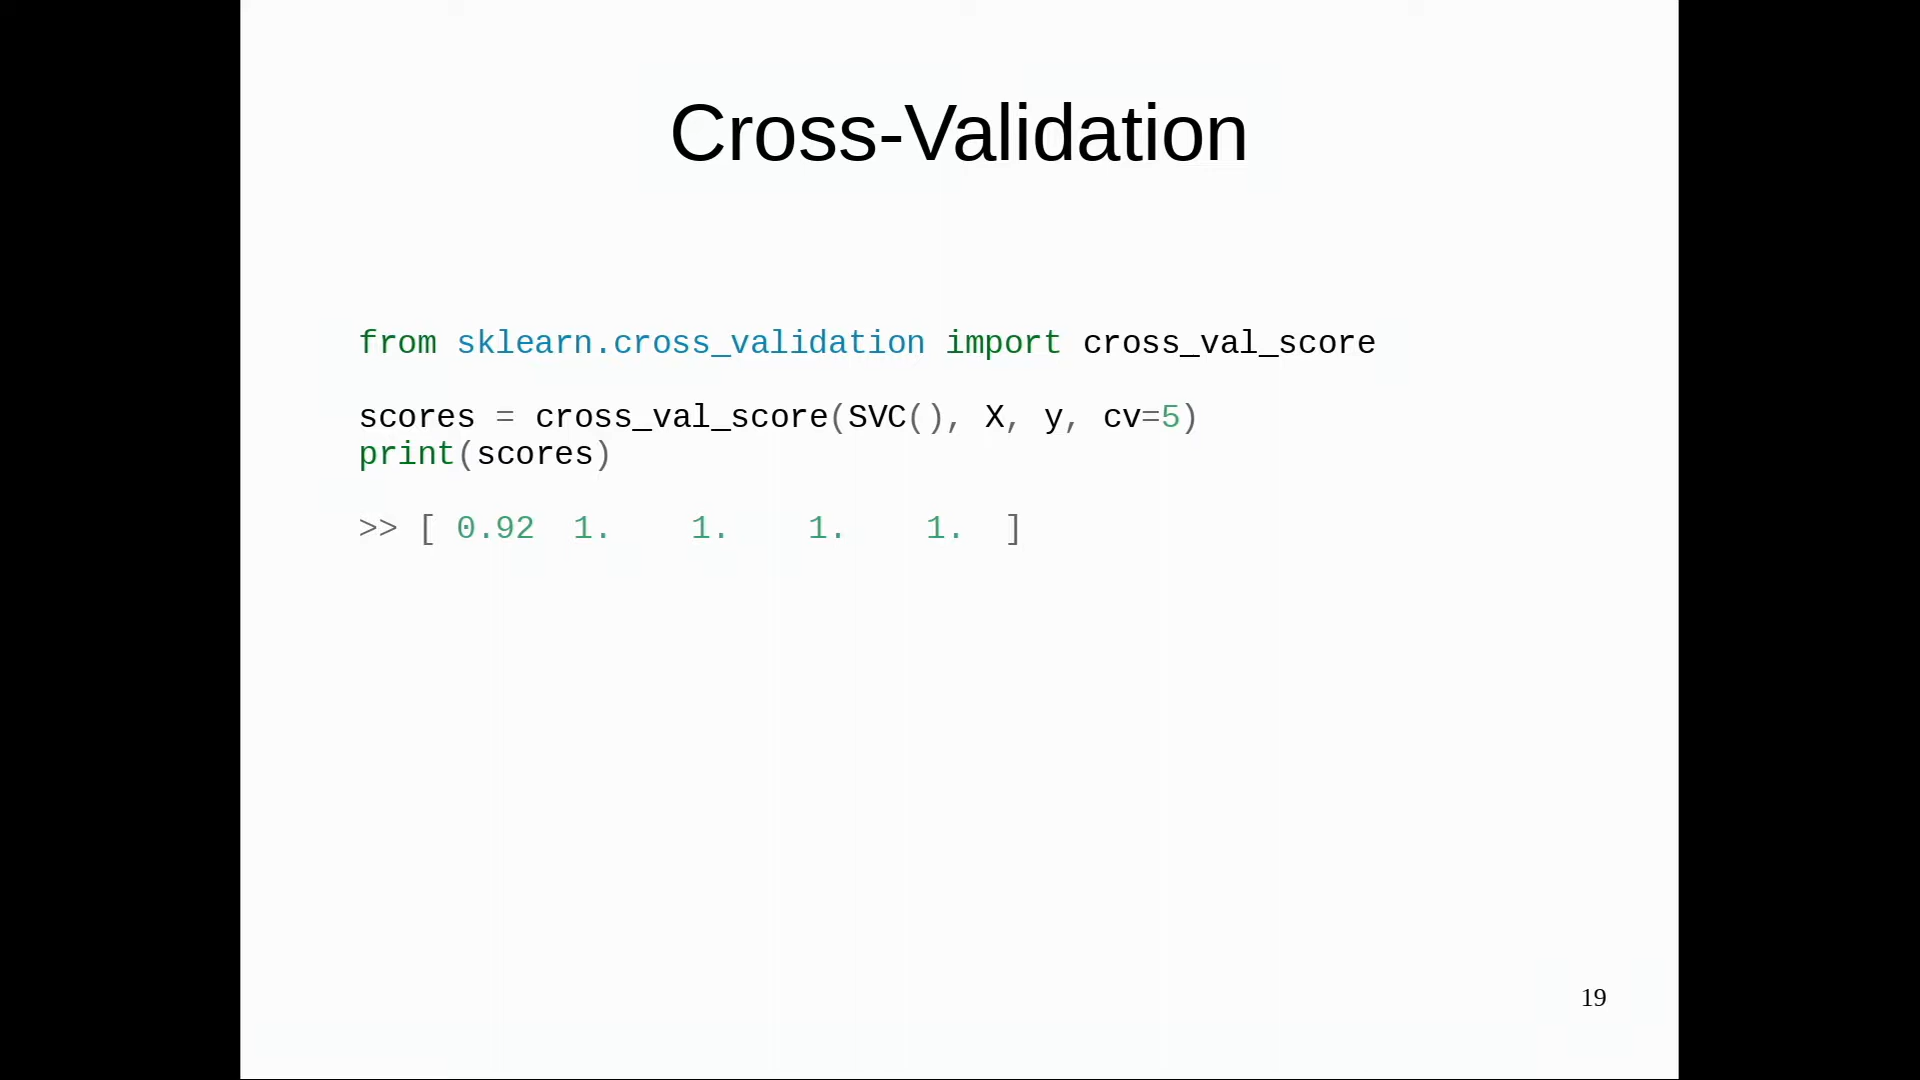 Cross-Validation
from sklearn.cross_validation import cross_val_score
scores = cross_val_score(SVC(), X, y, cv=5)
print(scores)
>> [ 0.92  1.    1.    1.    1.  ]
19